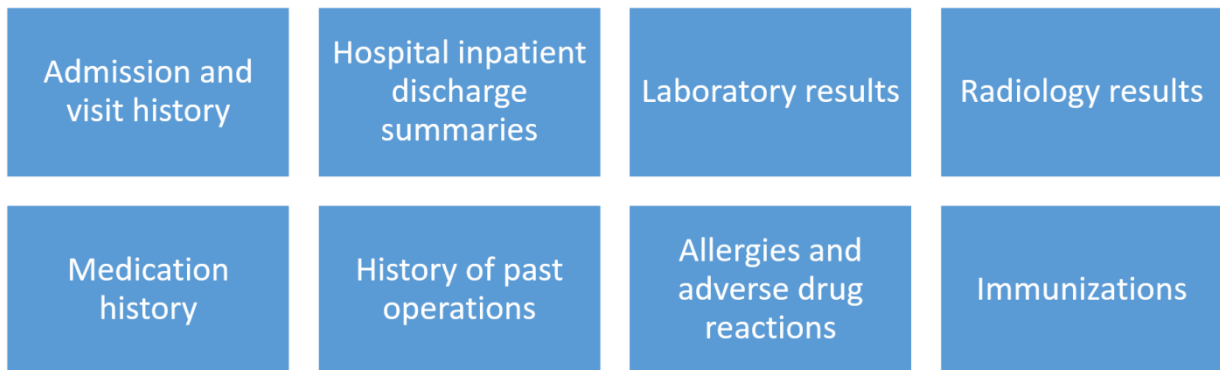 Admission and
visit history
Hospital inpatient
discharge
summaries
Laboratory results
Radiology results
Medication
history
History of past
operations
Allergies and
adverse drug
reactions
Immunizations